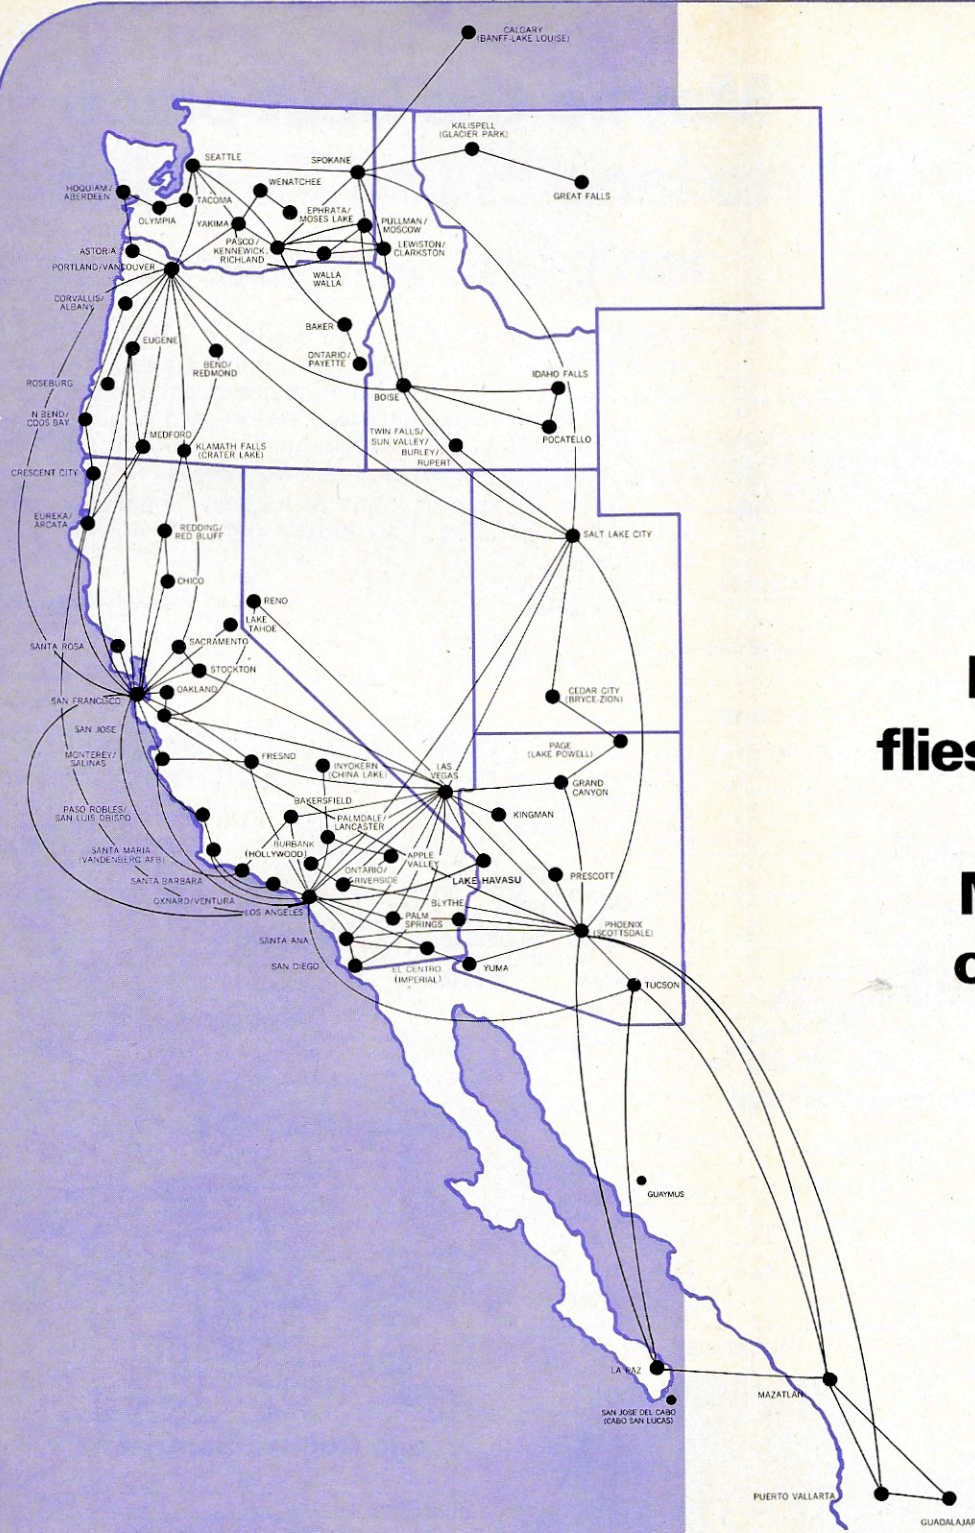 CALGARY
(BANFF-LAKE LOUISE)
KALISPELL
(GLACIER PARK)
GREAT FALLS
SEATTLE
SPOKANE
WENATCHEE
HOQUIAM/
ABERDEEN
TACOMA
OLYMPIA
EPHRATA/
MOSES LAKE
YAKIMA
PULLMAN/
MOSCOW
PASCO/
KENNEWICK
RICHLAND
LEWISTON/
CLARKSTON
ASTORIA
PORTLAND/VANCOUVER
WALLA
WALLA
CORVALLIS/
ALBANY
BAKER
EUGENE
ONTARIO/
PAYETTE
BEND/
REDMOND
IDAHO FALLS
ROSEBURG
BOISE
N BEND/
COOS BAY
POCATELLO
TWIN FALLS/
SUN VALLEY/
BURLEY/
RUPERT
MEDFORD
KLAMATH FALLS
(CRATER LAKE)
CRESCENT CITY
EUREKA/
ARCATA
REDDING/
RED BLUFF
SALT LAKE CITY
CHICO
RENO
LAKE
TAHOE
SANTA ROSA
SACRAMENTO
STOCKTON
OAKLAND
SAN FRANCISCO
CEDAR CITY
(BRYCE-ZION)
SAN JOSE
MONTEREY/
SALINAS
FRESNO
INYOKERN
(CHINA LAKE)
LAS
VEGAS
PAGE
(LAKE POWELL)
GRAND
CANYON
PASO ROBLES/
SAN LUIS OBISPO
BAKERSFIELD
PALMDALE/
LANCASTER
KINGMAN
BURBANK
(HOLLYWOOD)
SANTA MARIA
(VANDENBERG AFB)
APPLE
VALLEY
ONTARIO/
RIVERSIDE
LAKE HAVASU
PRESCOTT
SANTA BARBARA
OXNARD/VENTURA
LOS ANGELES
BLYTHE
PALM
SPRINGS
PHOENIX
(SCOTTSDALE)
SANTA ANA
SAN DIEGO
EL CENTRO
(IMPERIAL)
YUMA
TUCSON
GUAYMUS
LA PAZ
MAZATLAN
SAN JOSE DEL CABO
(CABO SAN LUCAS)
PUERTO VALLARTA
GUADALAJAR
flies